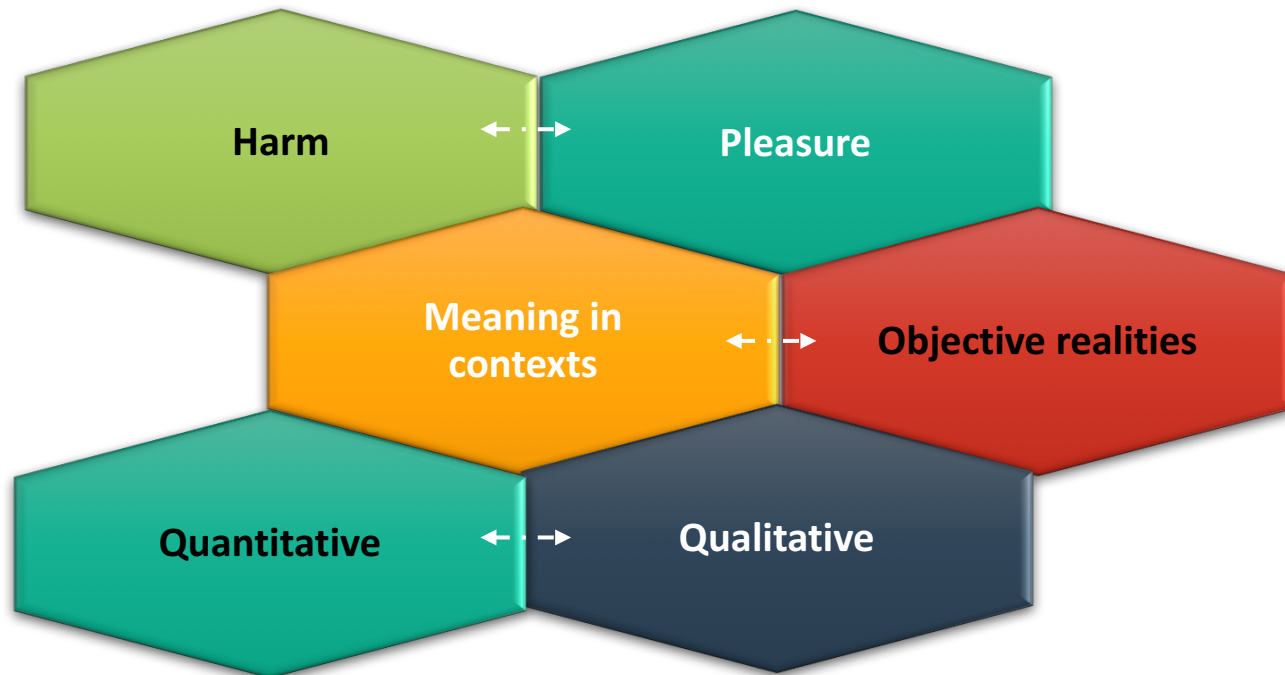 Harm
Pleasure
Meaning in
contexts
Objective realities
Quantitative
Qualitative